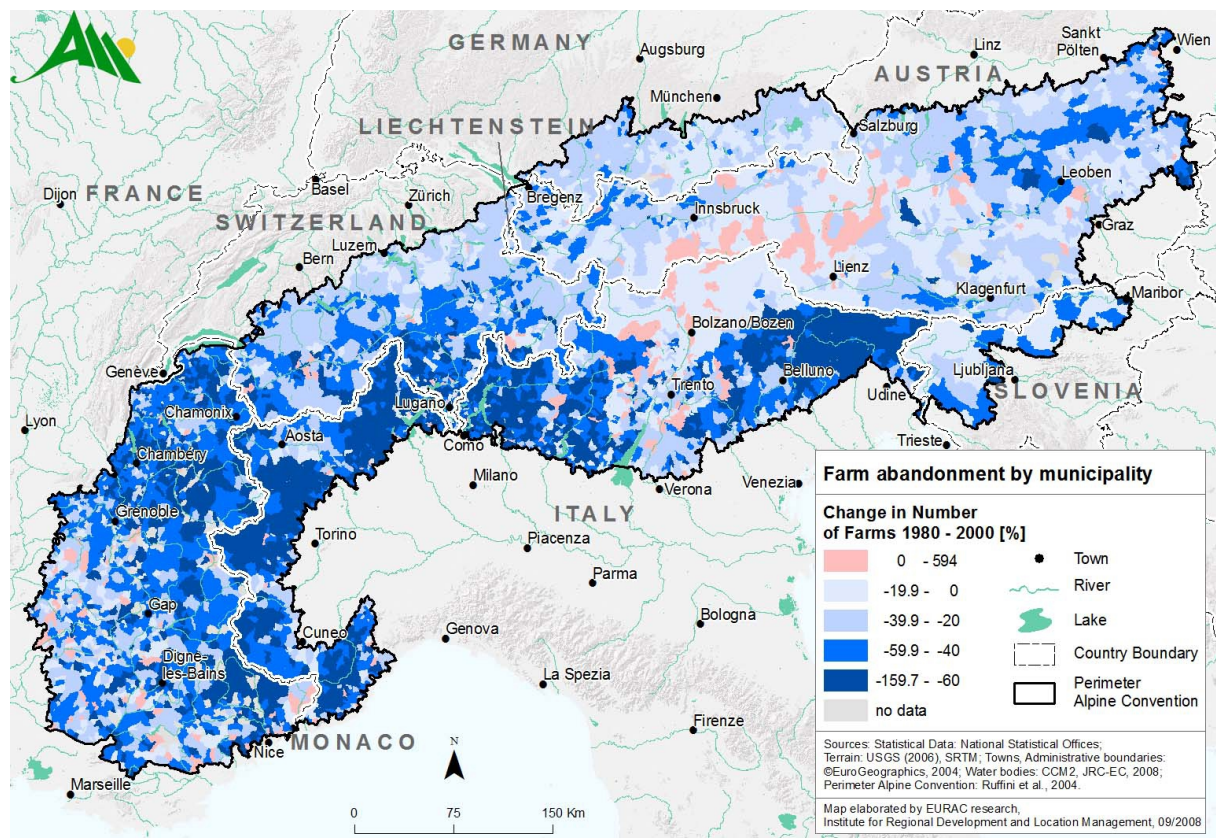 GERMANY
Augsburg
Linz
Sankt
Pölten
Wien
AUSTRIA
München
LIECHTENSTEIN
Salzburg
Dijon
FRANCE
Basel
Zürich
Bregenz
Leoben
SWITZERLAND
Innsbruck
Luzern
Graz
Bern
Lienz
Klagenfurt
Maribor
Bolzano/Bozen
Genève
Belluno
Ljubljana
Trento
SLOVENIA
Udine
Lugano
Chamonix
Lyon
Aosta
Como
Trieste
Chambéry
Milano
Verona
Venezia
Grenoble
ITALY
Torino
Piacenza
Parma
Gap
Bologna
Cuneo
Genova
Digne-
les-Bains
La Spezia
Firenze
MONACO
Nice
Marseille
N
0 75 150 Km
Farm abandonment by municipality
Change in Number
of Farms 1980 - 2000 [%]
0 - 594
-19.9 - 0
-39.9 - -20
-59.9 - -40
-159.7 - -60
no data
Town
River
Lake
Country Boundary
Perimeter
Alpine Convention
Sources: Statistical Data: National Statistical Offices;
Terrain: USGS (2006), SRTM; Towns, Administrative boundaries:
©EuroGeographics, 2004; Water bodies: CCM2, JRC-EC, 2008;
Perimeter Alpine Convention: Ruffini et al., 2004.
Map elaborated by EURAC research,
Institute for Regional Development and Location Management, 09/2008